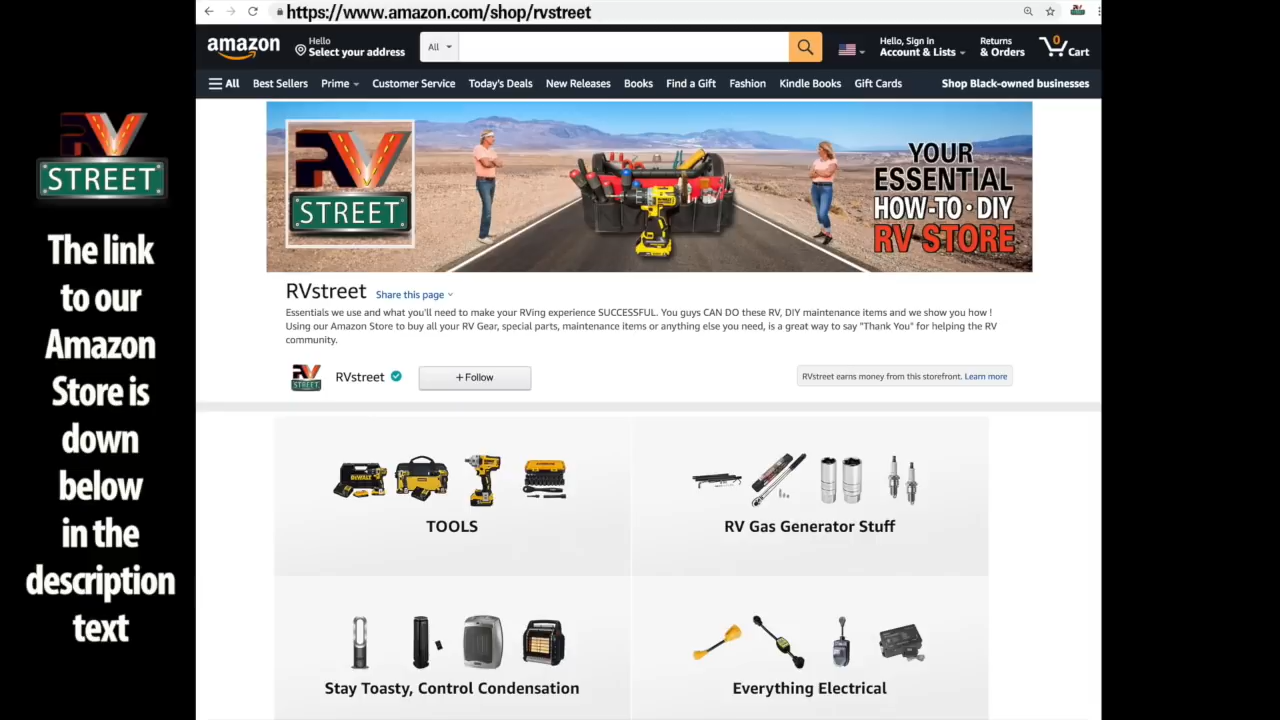 RV
STREET
The link
to our
Amazon
Store is
down
below
in the
description
text
https://www.amazon.com/shop/rvstreet
amazon
Hello
Select your address
All
Hello, Sign in
Account & Lists
Returns
& Orders
0
Cart
All
Best Sellers
Prime
Customer Service
Today's Deals
New Releases
Books
Find a Gift
Fashion
Kindle Books
Gift Cards
Shop Black-owned businesses
RV
STREET
YOUR
ESSENTIAL
HOW-TO·DIY
RV STORE
RVstreet
Share this page
Essentials we use and what you'll need to make your RVing experience SUCCESSFUL. You guys CAN DO these RV, DIY maintenance items and we show you how !
Using our Amazon Store to buy all your RV Gear, special parts, maintenance items or anything else you need, is a great way to say "Thank You" for helping the RV
community.
RV
STREET
RVstreet
+Follow
RVstreet earns money from this storefront. Learn more
DEWALT
TOOLS
RV Gas Generator Stuff
Stay Toasty, Control Condensation
Everything Electrical